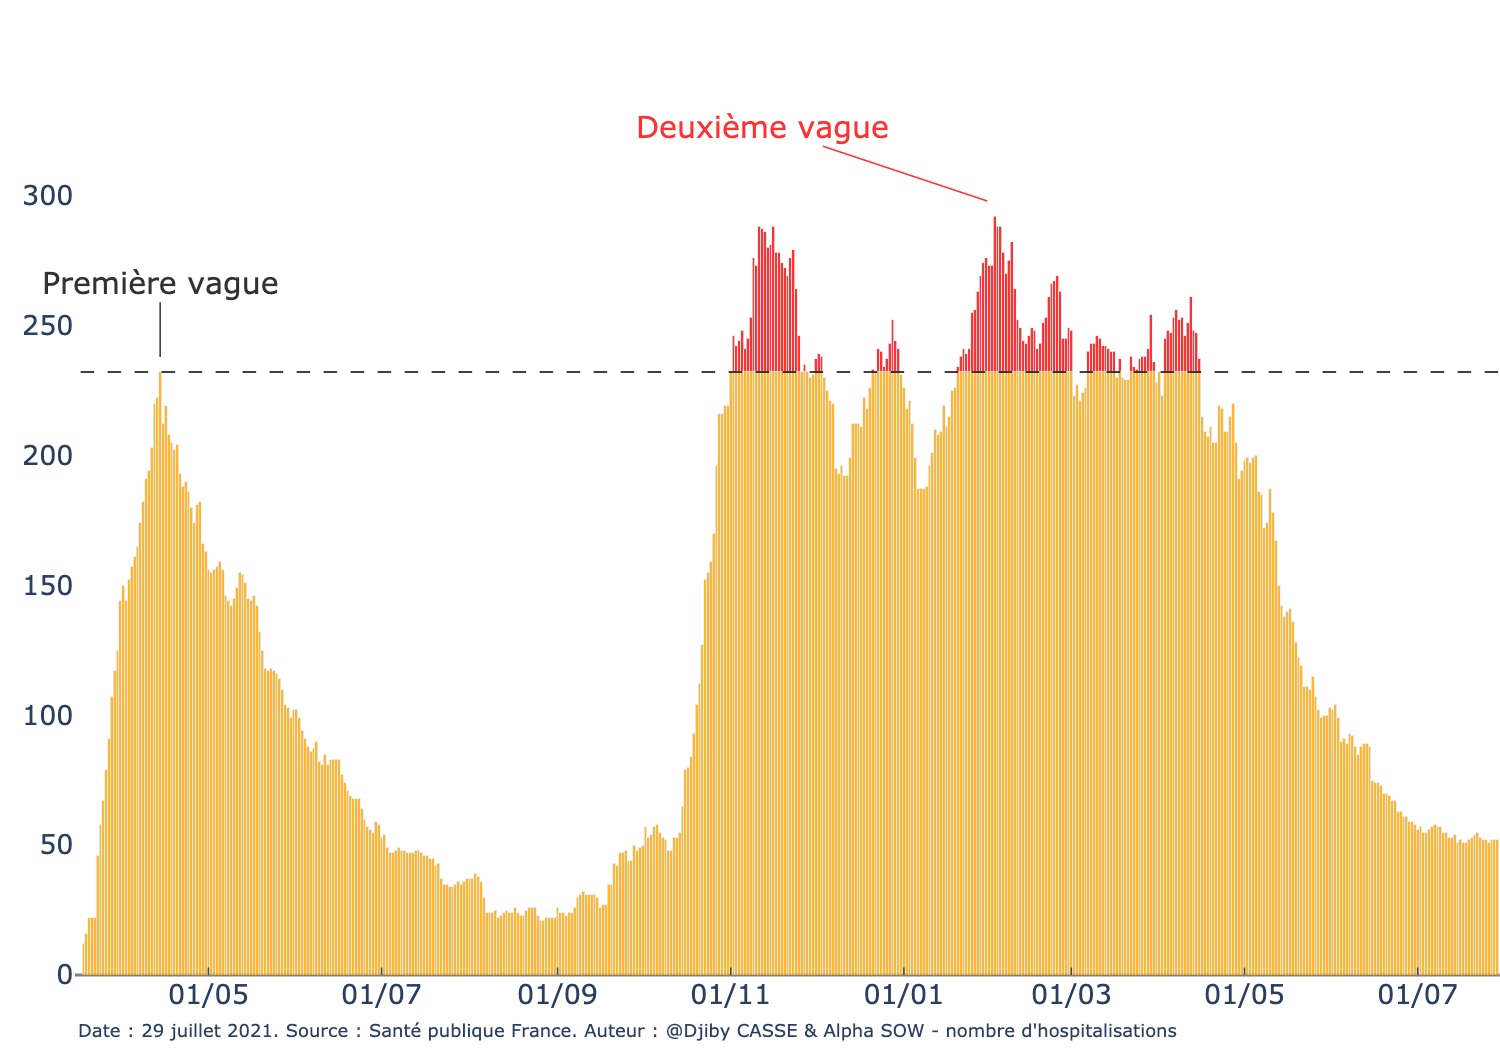 Deuxième vague
300
Première vague
250
200
150
100
50
0
01/05 01/07 01/09 01/11 01/01 01/03 01/05 01/07
Date : 29 juillet 2021. Source : Santé publique France. Auteur : @Djiby CASSE & Alpha SOW - nombre d'hospitalisations